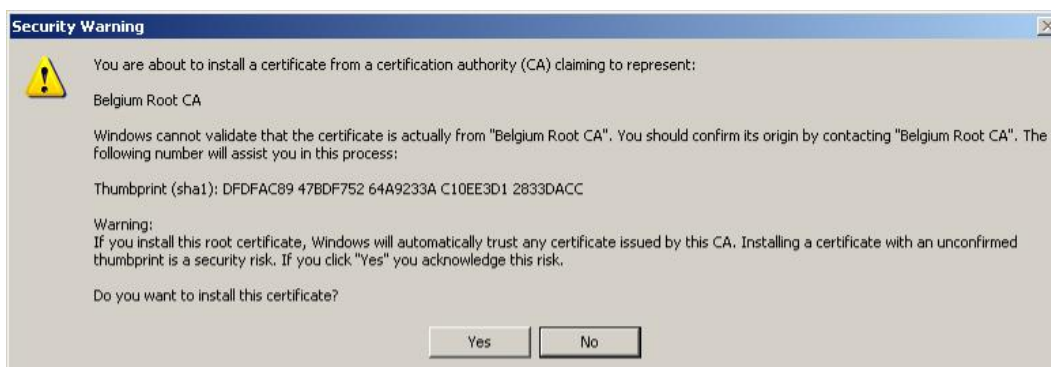 Security Warning
You are about to install a certificate from a certification authority (CA) claiming to represent:
Belgium Root CA
Windows cannot validate that the certificate is actually from "Belgium Root CA". You should confirm its origin by contacting "Belgium Root CA". The
following number will assist you in this process:
Thumbprint (sha1): DFDFAC89 47BDF752 64A9233A C10EE3D1 2833DACC
Warning:
If you install this root certificate, Windows will automatically trust any certificate issued by this CA. Installing a certificate with an unconfirmed
thumbprint is a security risk. If you click "Yes" you acknowledge this risk.
Do you want to install this certificate?
Yes No